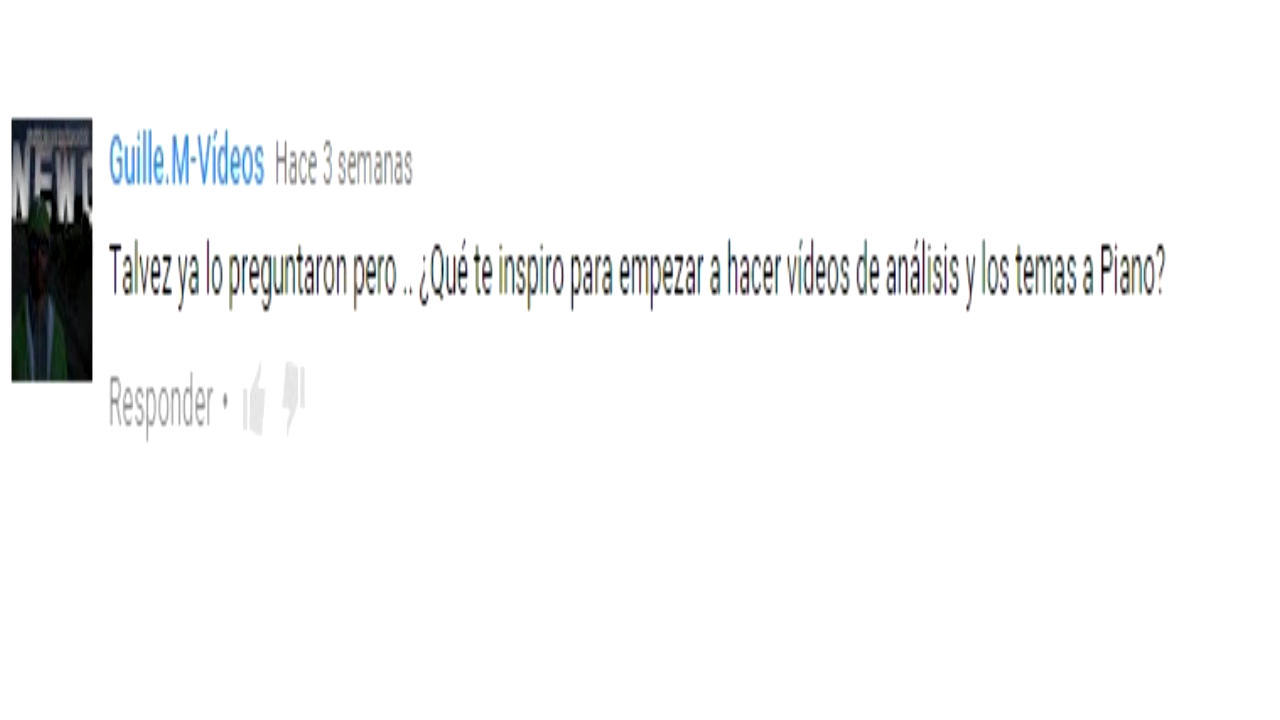 NEWC
Guille.M-Vídeos Hace 3 semanas
Talvez ya lo preguntaron pero .. ¿Qué te inspiro para empezar a hacer vídeos de análisis y los temas a Piano?
Responder •